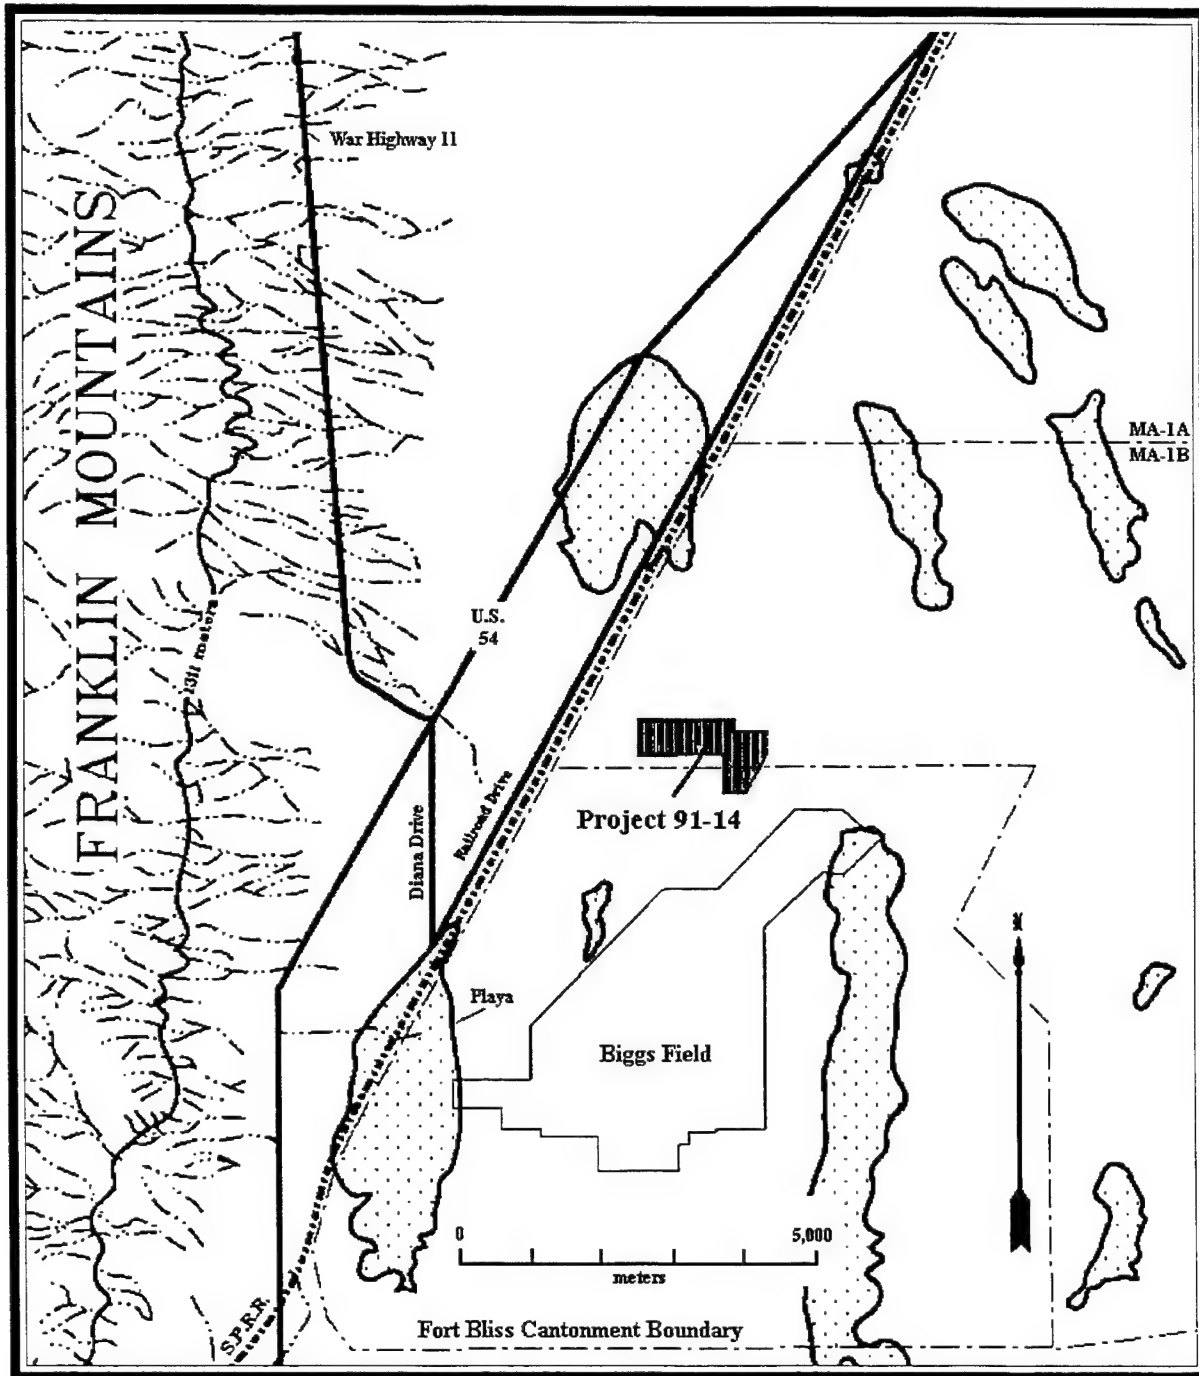 War Highway 11
FRANKLIN MOUNTAINS
MA-1A
MA-1B
1311 meters
U.S.
54
Railroad Drive
Diana Drive
Project 91-14
N
Playa
Biggs Field
0 5,000
meters
S.P.R.R.
Fort Bliss Cantonment Boundary